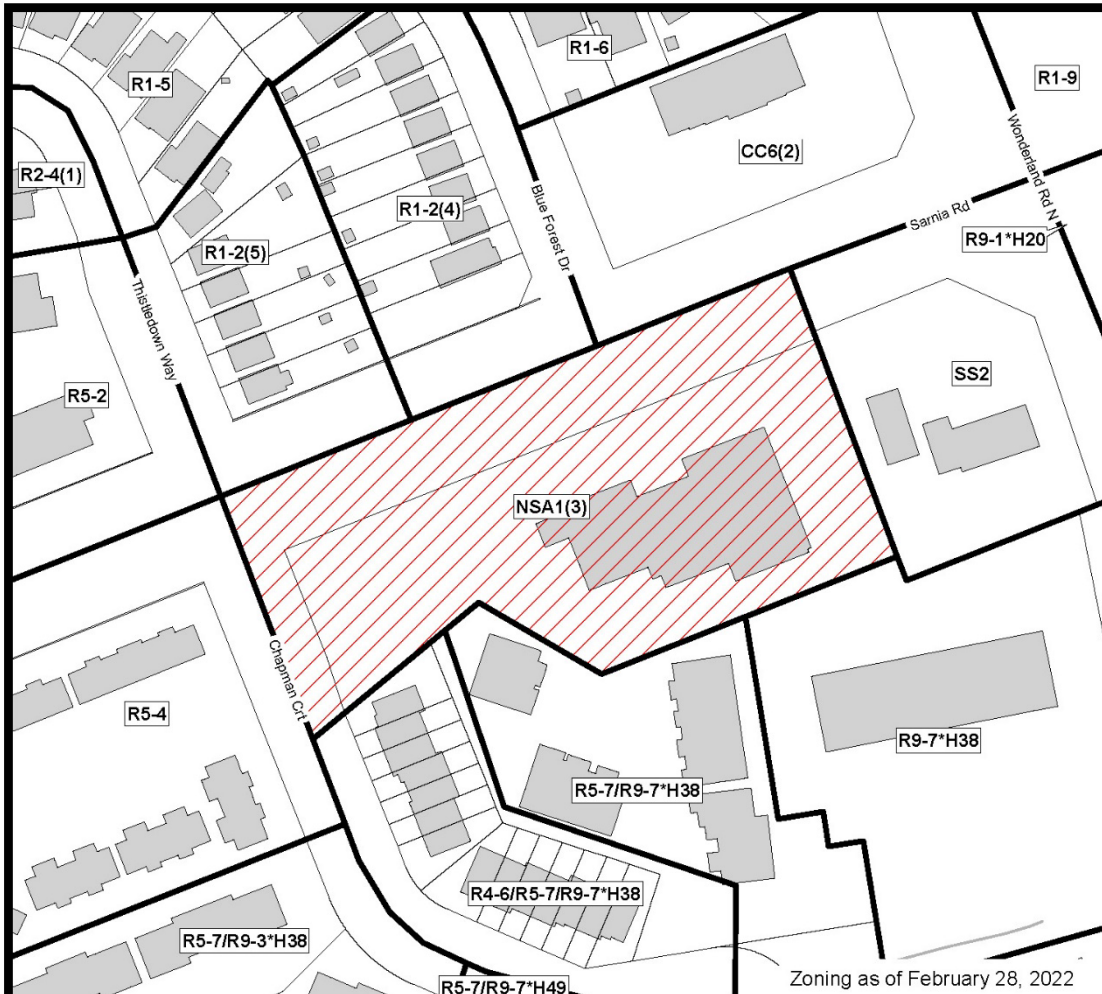 R1-6
R1-5
R1-9
Wonderland Rd N
CC6(2)
R2-4(1)
R1-2(4)
Blue Forest Dr
Sarnia Rd
R9-1*H20
R1-2(5)
Thistledown Way
SS2
R5-2
NSA1(3)
Chapman Crt
R5-4
R9-7*H38
R5-7/R9-7*H38
R4-6/R5-7/R9-7*H38
R5-7/R9-3*H38
R5-7/R9-7*H49
Zoning as of February 28, 2022